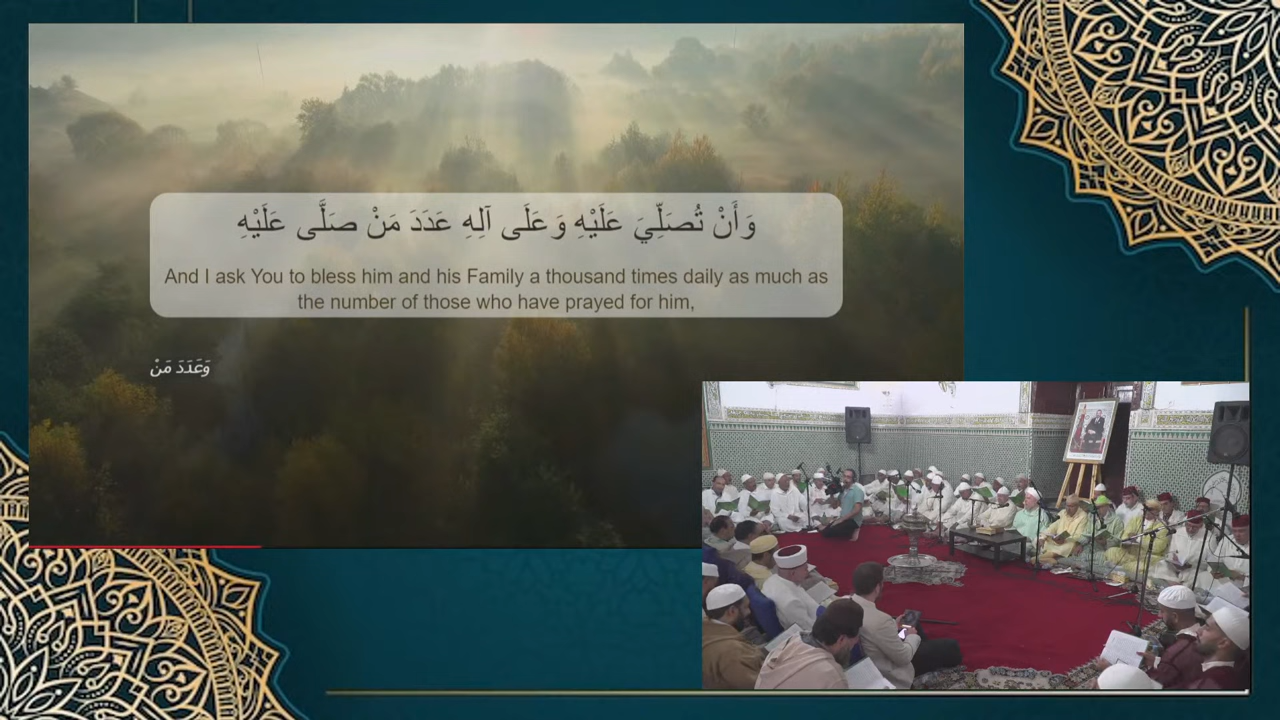 وَأَنْ تُصَلِّيَ عَلَيْهِ وَعَلَى آلِهِ عَدَدَ مَنْ صَلَّى عَلَيْهِ
And I ask You to bless him and his Family a thousand times daily as much as
the number of those who have prayed for him,
وَعَدَدَ مَنْ